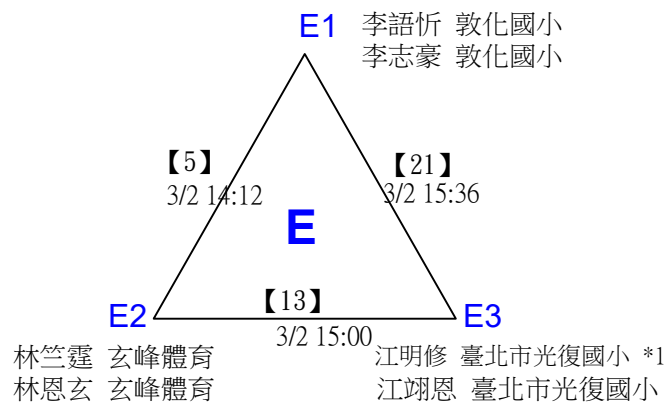 E1 李語忻 敦化國小
李志豪 敦化國小
【5】
3/2 14:12
【21】
3/2 15:36
E
【13】
3/2 15:00
E2
E3
林竺霆 玄峰體育
林恩玄 玄峰體育
江明修 臺北市光復國小 *1
江翊恩 臺北市光復國小